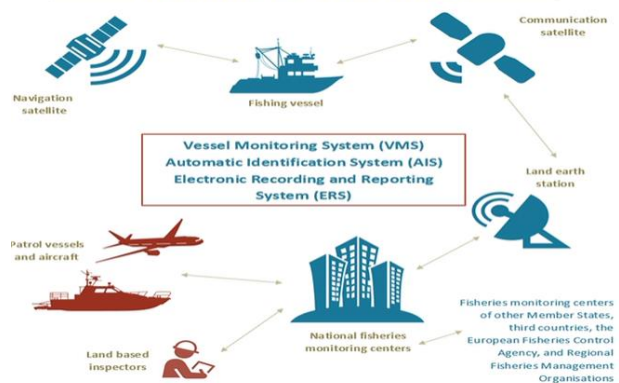 Communication
satellite
Navigation
satellite
Fishing vessel
Vessel Monitoring System (VMS)
Automatic Identification System (AIS)
Electronic Recording and Reporting
System (ERS)
Land earth
station
Patrol vessels
and aircraft
National fisheries
monitoring centers
Land based
inspectors
Fisheries monitoring centers
of other Member States,
third countries, the
European Fisheries Control
Agency, and Regional
Fisheries Management
Organisations